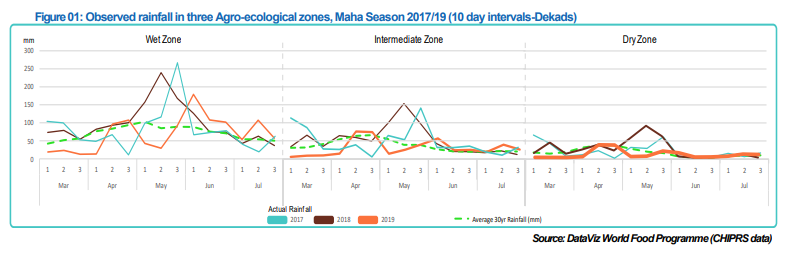 Figure 01: Observed rainfall in three Agro-ecological zones, Maha Season 2017/19 (10 day intervals-Dekads)
Wet Zone Intermediate Zone Dry Zone
mm
300
250
200
150
100
50
0
1 2 3 1 2 3 1 2 3 1 2 3 1 2 3 1 2 3 1 2 3 1 2 3 1 2 3 1 2 3 1 2 3 1 2 3 1 2 3 1 2 3 1 2 3
Mar Apr May Jun Jul Mar Apr May Jun Jul Mar Apr May Jun Jul
Actual Rainfall
2017 2018 2019 Average 30yr Rainfall (mm)
Source: DataViz World Food Programme (CHIPRS data)